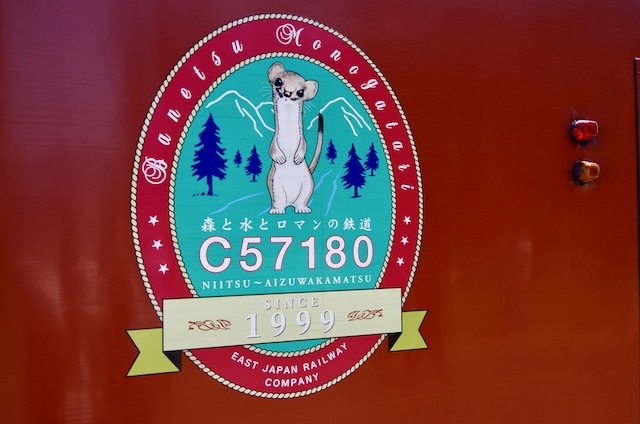 Banetsu Monogatari
森と水とロマンの鉄道
C57180
NIITSU～AIZUWAKAMATSU
SINCE
1999
EAST JAPAN RAILWAY
COMPANY